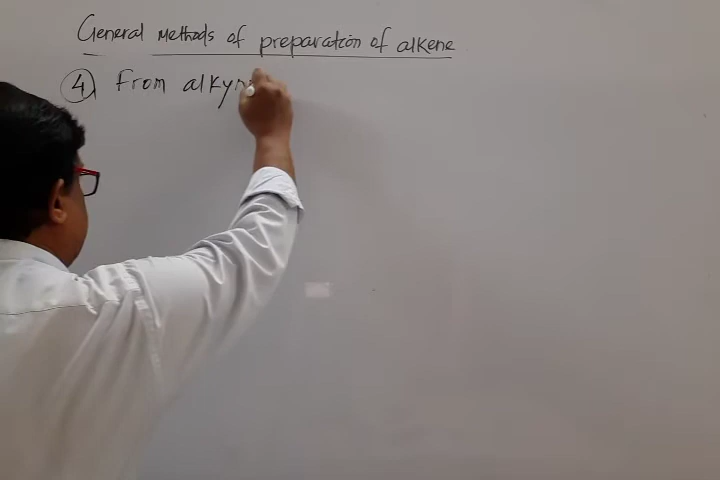 General methods of preparation of alkene
4 From alkyn